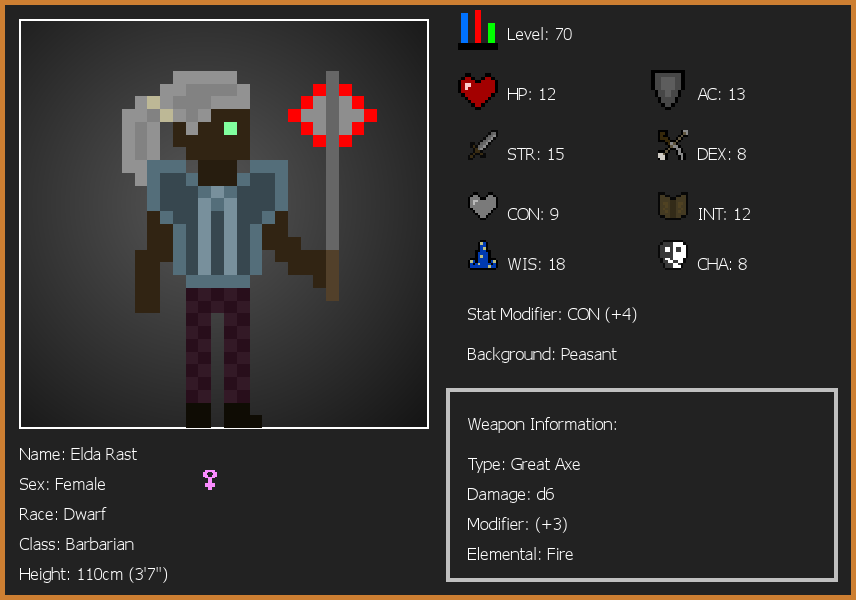 Level: 70
HP: 12
AC: 13
STR: 15
DEX: 8
CON: 9
INT: 12
WIS: 18
CHA: 8
Stat Modifier: CON (+4)
Background: Peasant
Weapon Information:
Type: Great Axe
Damage: d6
Modifier: (+3)
Elemental: Fire
Name: Elda Rast
Sex: Female
Race: Dwarf
Class: Barbarian
Height: 110cm (3'7")